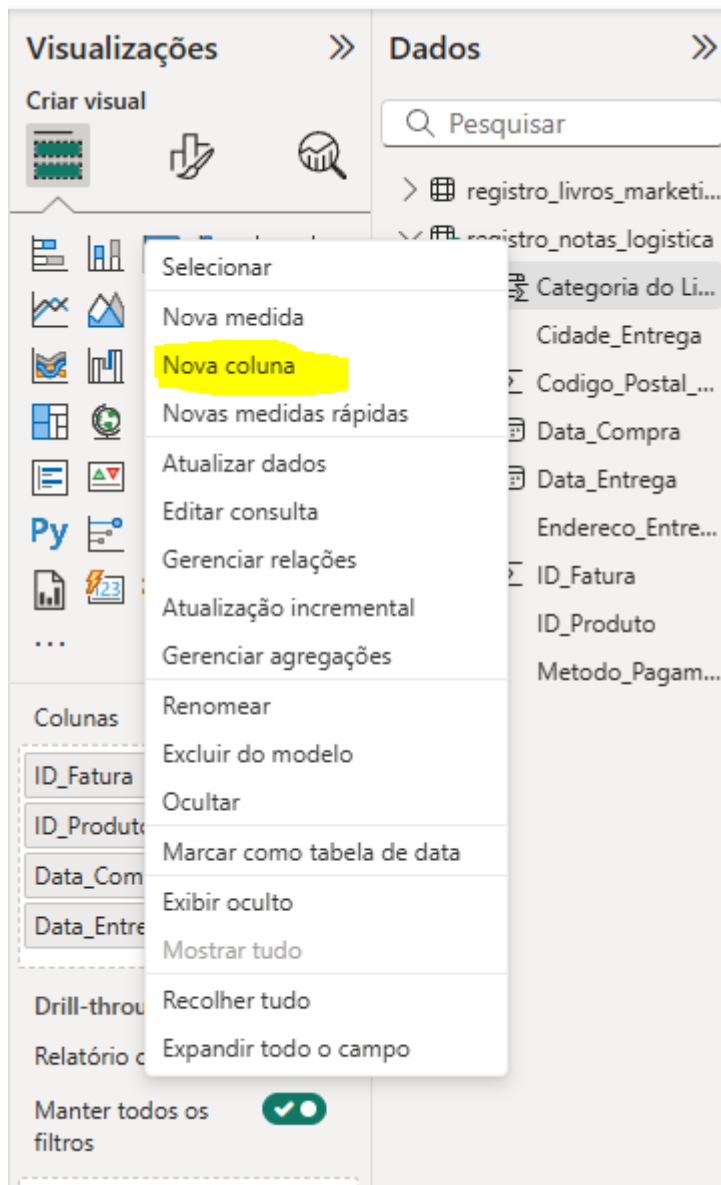 Visualizações
Criar visual
Py
123
...
Colunas
ID_Fatura
ID_Produto
Data_Com
Data_Entre
Drill-throu
Relatório
Manter todos os
filtros
Selecionar
Nova medida
Nova coluna
Novas medidas rápidas
Atualizar dados
Editar consulta
Gerenciar relações
Atualização incremental
Gerenciar agregações
Renomear
Excluir do modelo
Ocultar
Marcar como tabela de data
Exibir oculto
Mostrar tudo
Recolher tudo
Expandir todo o campo
Dados
Pesquisar
registro_livros_marketi...
registro_notas_logistica
Categoria do Li...
Cidade_Entrega
Codigo_Postal_...
Data_Compra
Data_Entrega
Endereco_Entre...
ID_Fatura
ID_Produto
Metodo_Pagam...